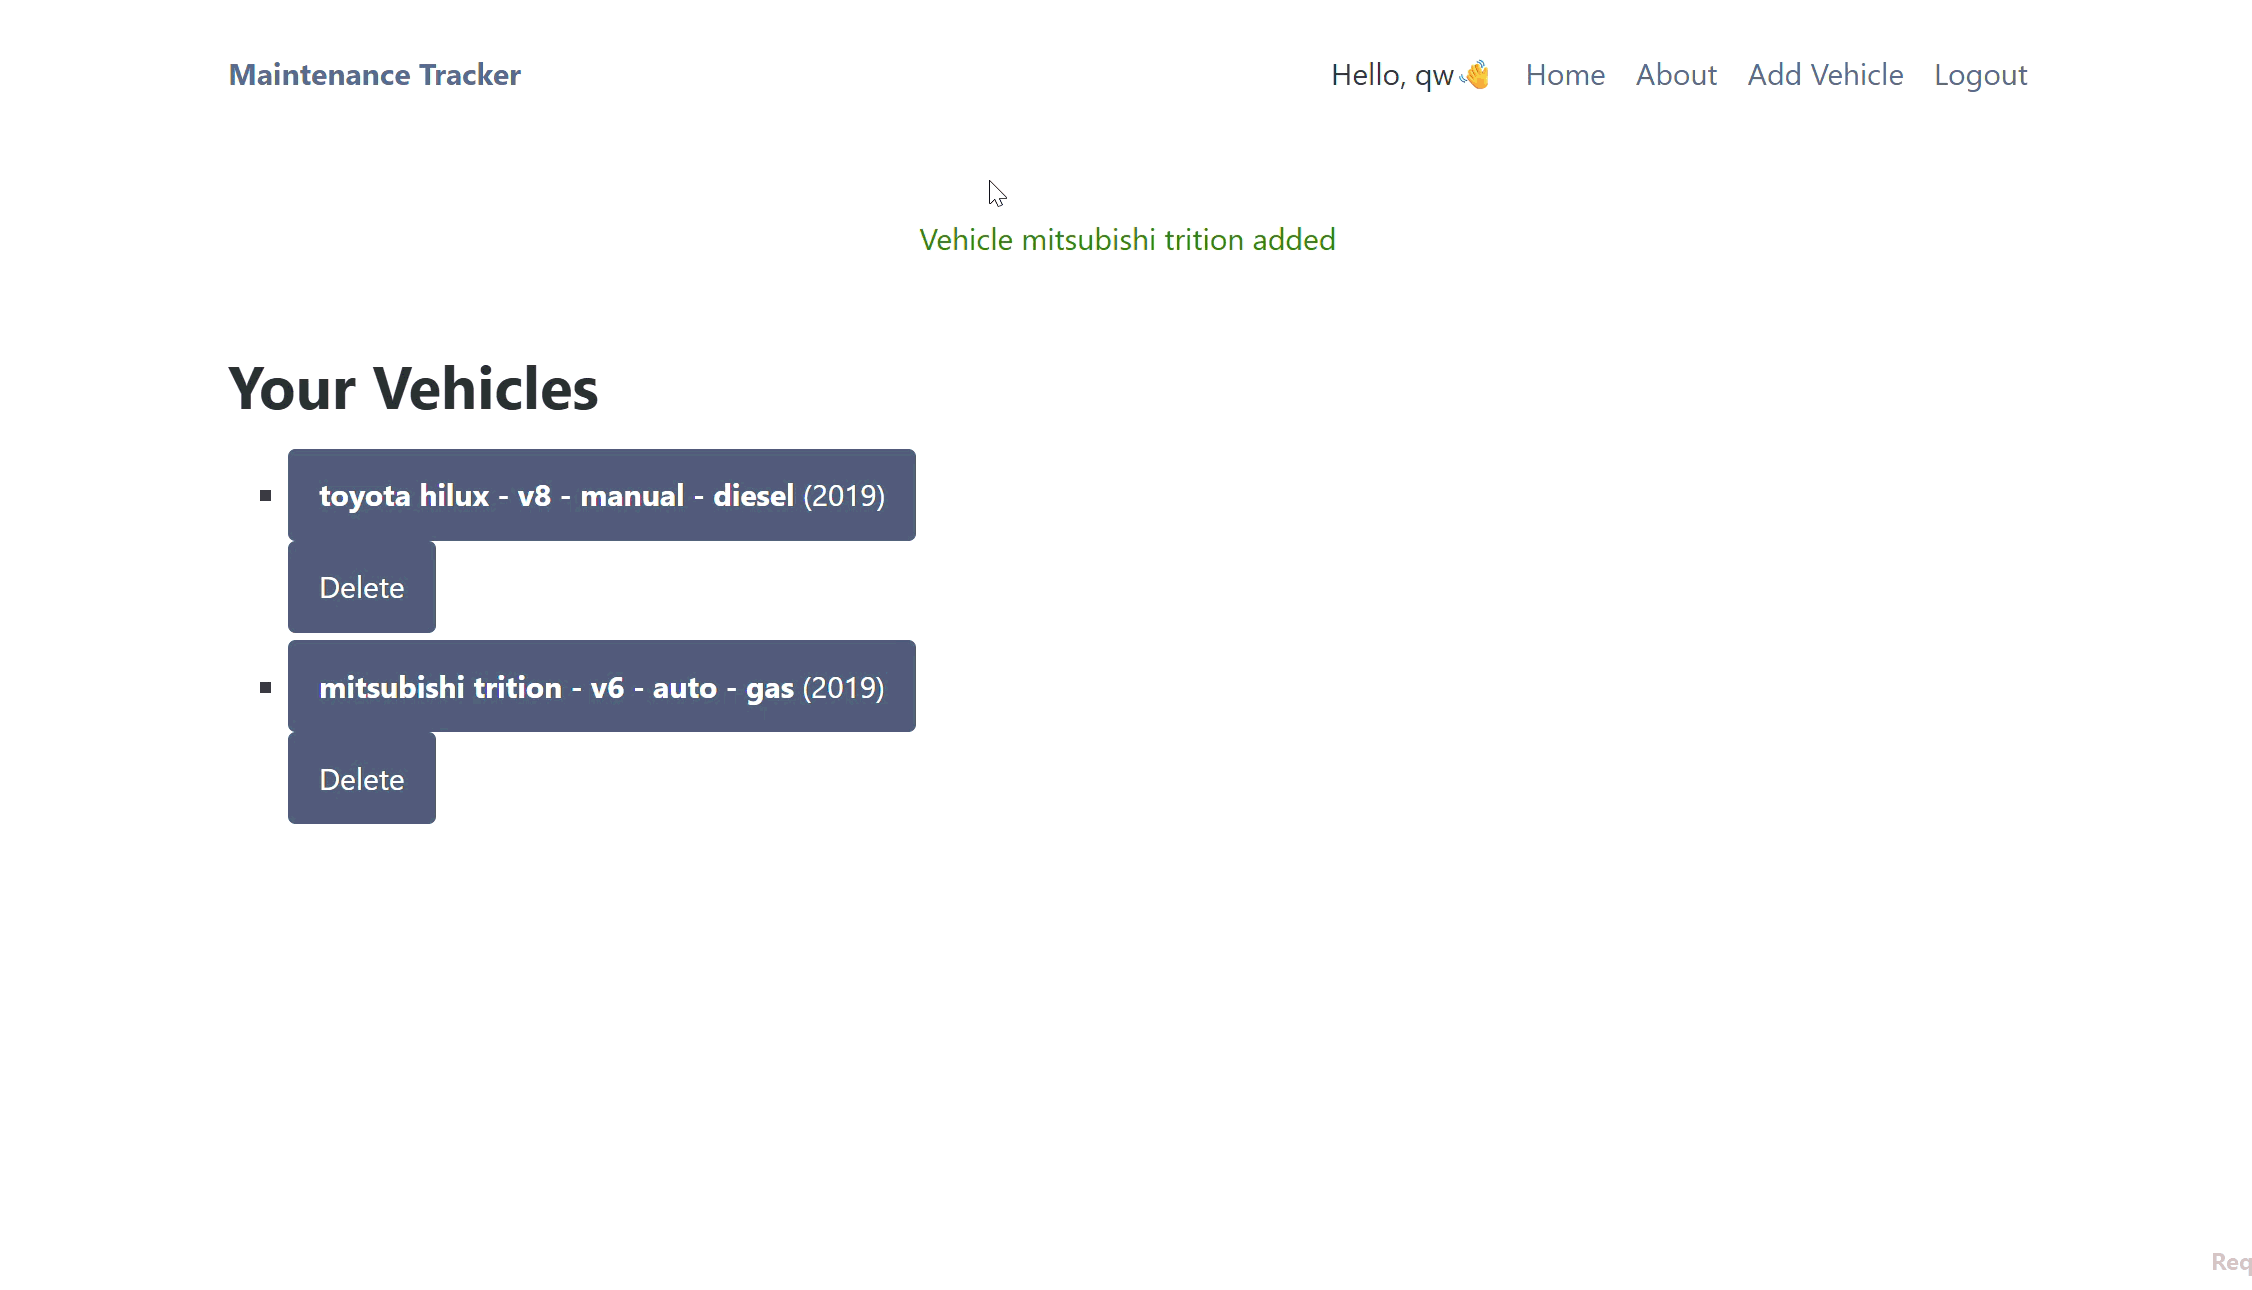 Maintenance Tracker
Hello, qw👋 Home About Add Vehicle Logout
Vehicle mitsubishi trition added
Your Vehicles
toyota hilux - v8 - manual - diesel (2019)
Delete
mitsubishi trition - v6 - auto - gas (2019)
Delete
Req